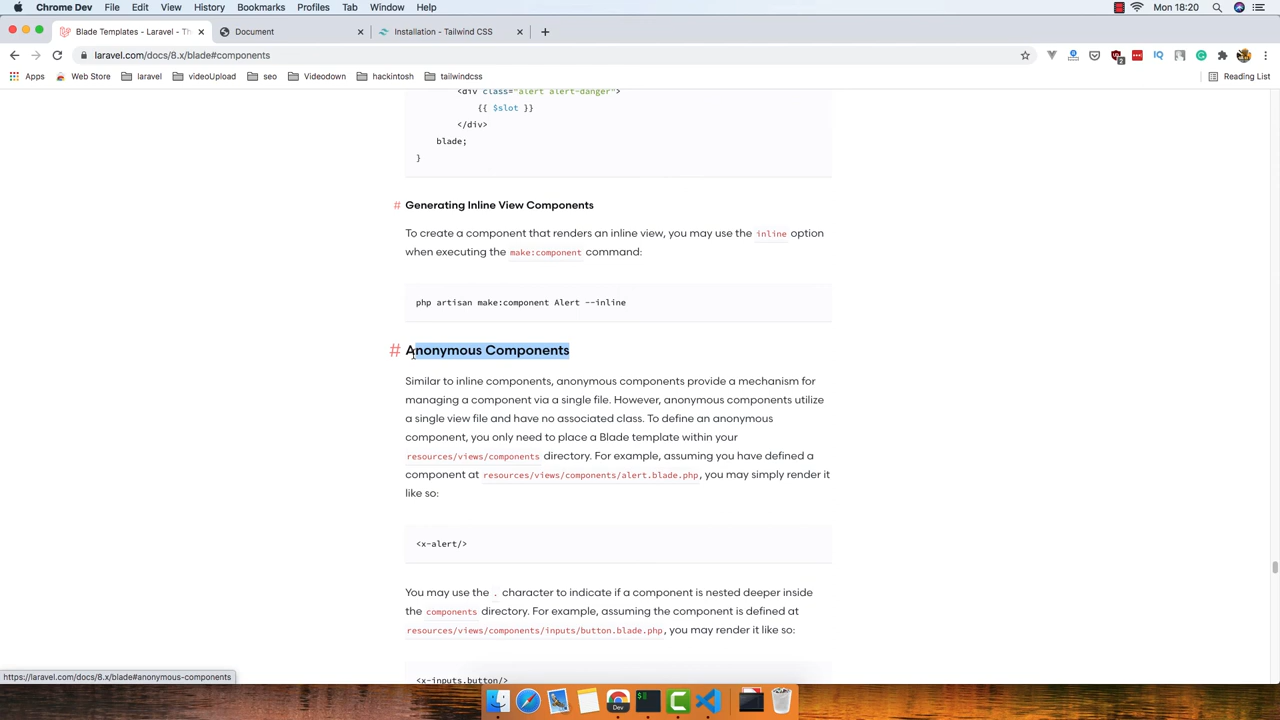 Chrome Dev File Edit View History Bookmarks Profiles Tab Window Help Mon 18:20
Blade Templates - Laravel - Th Document Installation - Tailwind CSS
laravel.com/docs/8.x/blade#components
Apps Web Store laravel videoUpload seo Videodown hackintosh tailwindcss Reading List
<div class="alert alert-danger">
{{ $slot }}
</div>
blade;
}
# Generating Inline View Components
To create a component that renders an inline view, you may use the inline option
when executing the make:component command:
php artisan make:component Alert --inline
# Anonymous Components
Similar to inline components, anonymous components provide a mechanism for
managing a component via a single file. However, anonymous components utilize
a single view file and have no associated class. To define an anonymous
component, you only need to place a Blade template within your
resources/views/components directory. For example, assuming you have defined a
component at resources/views/components/alert.blade.php, you may simply render it
like so:
<x-alert/>
You may use the . character to indicate if a component is nested deeper inside
the components directory. For example, assuming the component is defined at
resources/views/components/inputs/button.blade.php, you may render it like so:
<x-inputs.button/>
https://laravel.com/docs/8.x/blade#anonymous-components